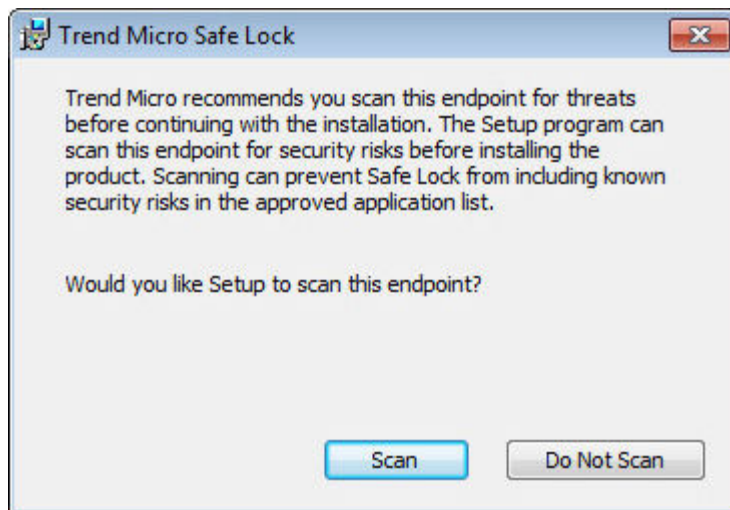 Trend Micro Safe Lock
Trend Micro recommends you scan this endpoint for threats
before continuing with the installation. The Setup program can
scan this endpoint for security risks before installing the
product. Scanning can prevent Safe Lock from including known
security risks in the approved application list.
Would you like Setup to scan this endpoint?
Scan
Do Not Scan